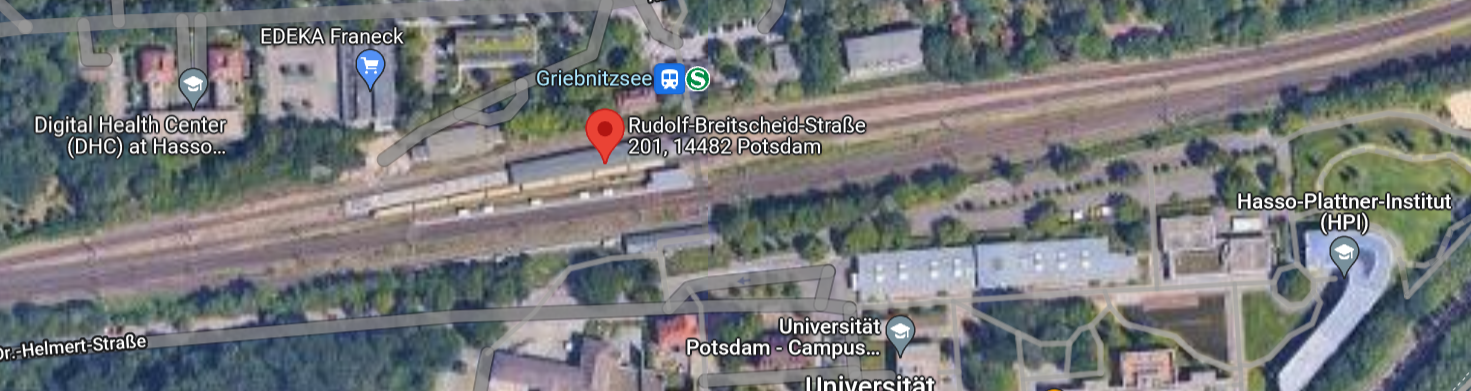 EDEKA Franeck
Griebnitzsee
S
Digital Health Center
(DHC) at Hasso...
Rudolf-Breitscheid-Straße
201, 14482 Potsdam
Hasso-Plattner-Institut
(HPI)
Dr.-Helmert-Straße
Universität
Potsdam - Campus...
Universität